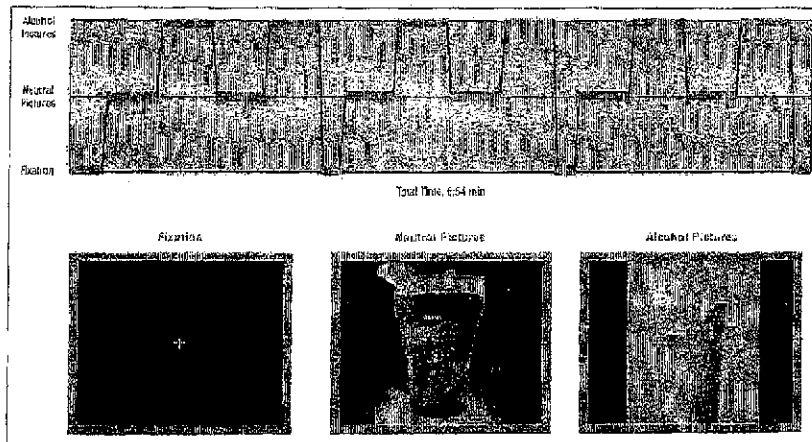 Alcohol
Pictures
Neutral
Pictures
Fixation
Total Time, 6:54 min
Fixation
Neutral Pictures
Alcohol Pictures